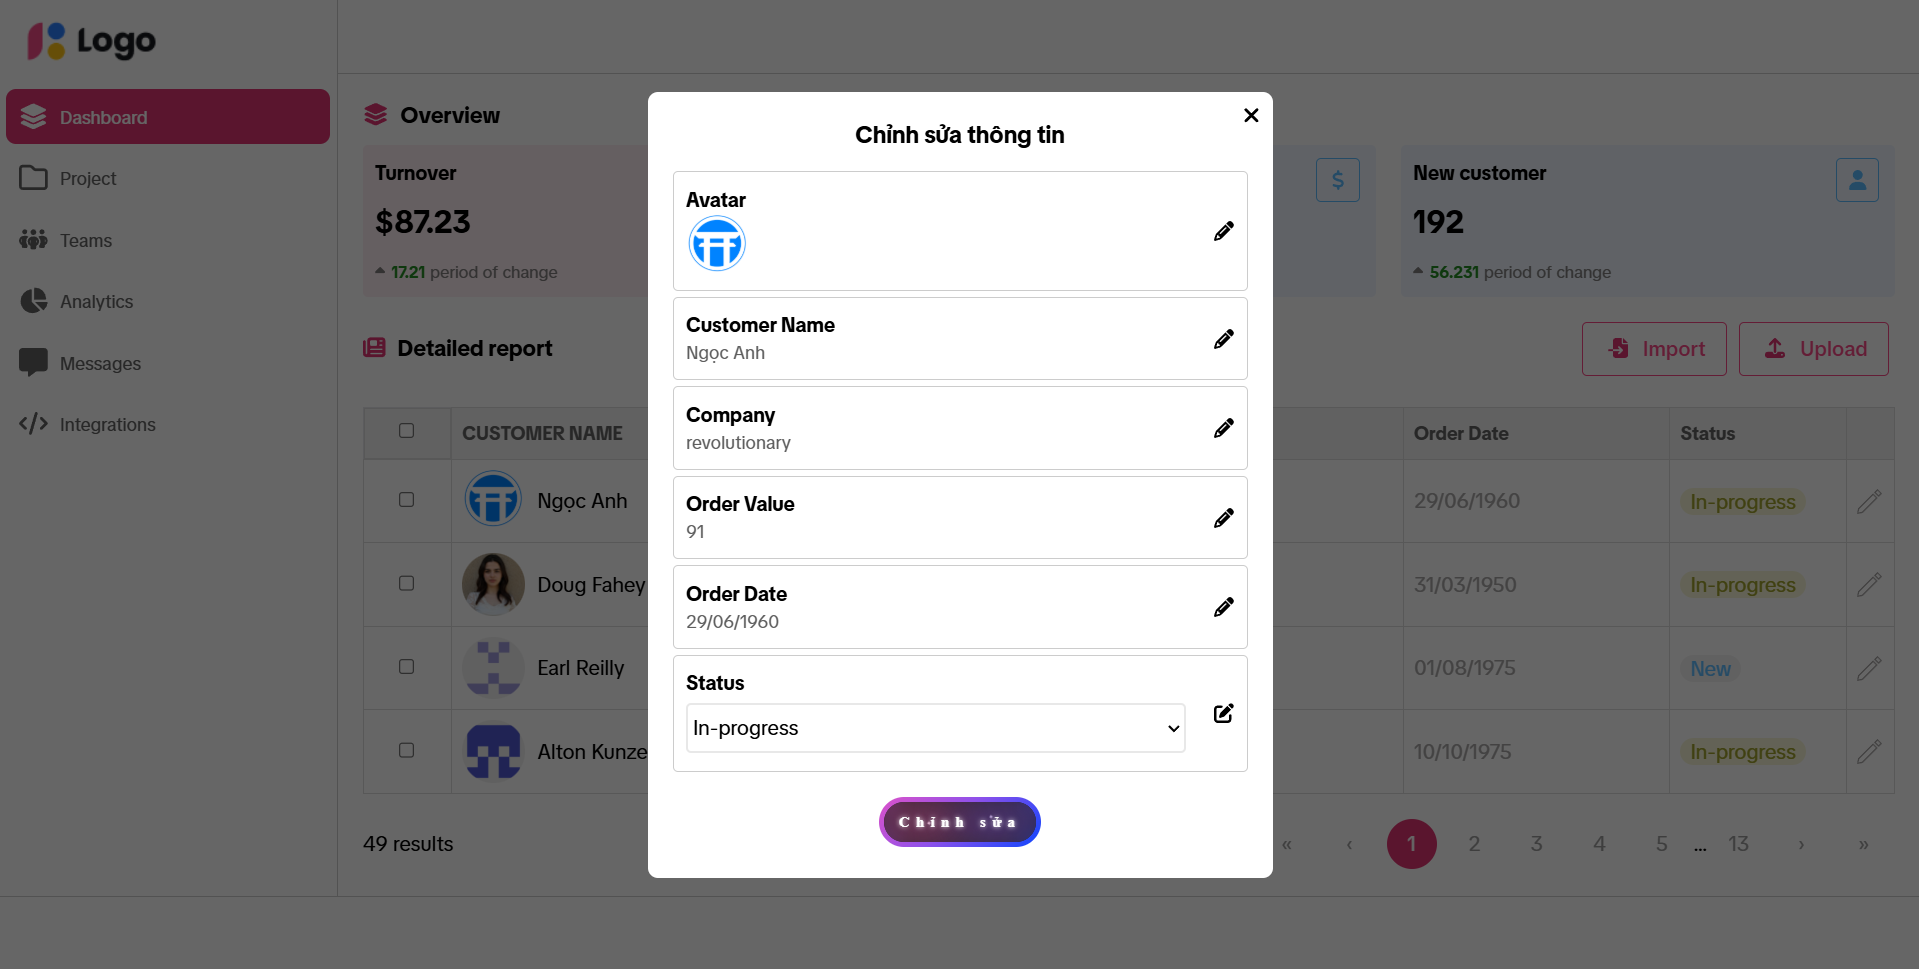 Logo
Dashboard
Project
Teams
Analytics
Messages
Integrations
Overview
Turnover
$87.23
17.21 period of change
$
New customer
192
56.231 period of change
Detailed report
Import
Upload
CUSTOMER NAME
Order Date
Status
Ngọc Anh
29/06/1960
In-progress
Doug Fahey
31/03/1950
In-progress
Earl Reilly
01/08/1975
New
Alton Kunze
10/10/1975
In-progress
49 results
« ‹ 1 2 3 4 5 ... 13 › »
Chỉnh sửa thông tin
Avatar
Customer Name
Ngọc Anh
Company
revolutionary
Order Value
91
Order Date
29/06/1960
Status
In-progress
Chỉnh sửa